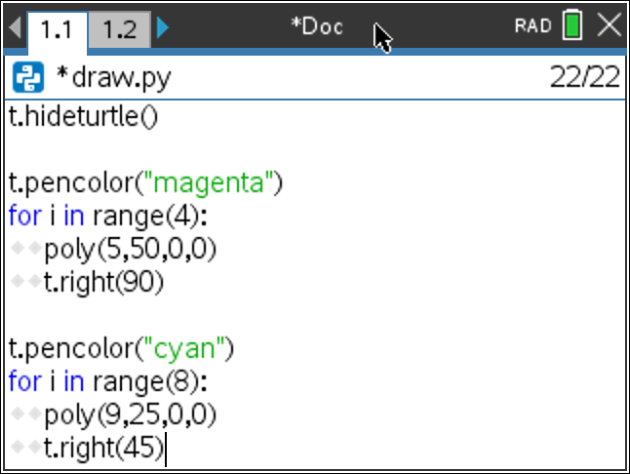 1.1 1.2 *Doc RAD
*draw.py 22/22
t.hideturtle()
t.pencolor("magenta")
for i in range(4):
poly(5,50,0,0)
t.right(90)
t.pencolor("cyan")
for i in range(8):
poly(9,25,0,0)
t.right(45)